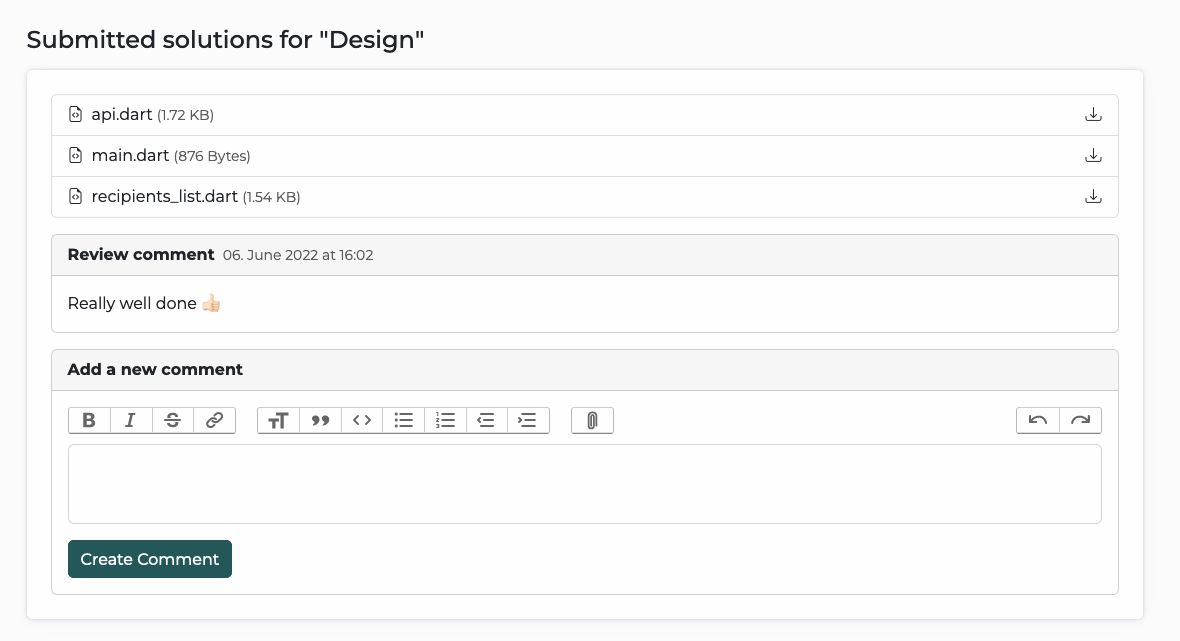 Submitted solutions for "Design"
api.dart (1.72 KB)
main.dart (876 Bytes)
recipients_list.dart (1.54 KB)
Review comment 06. June 2022 at 16:02
Really well done 👍🏻
Add a new comment
Create Comment